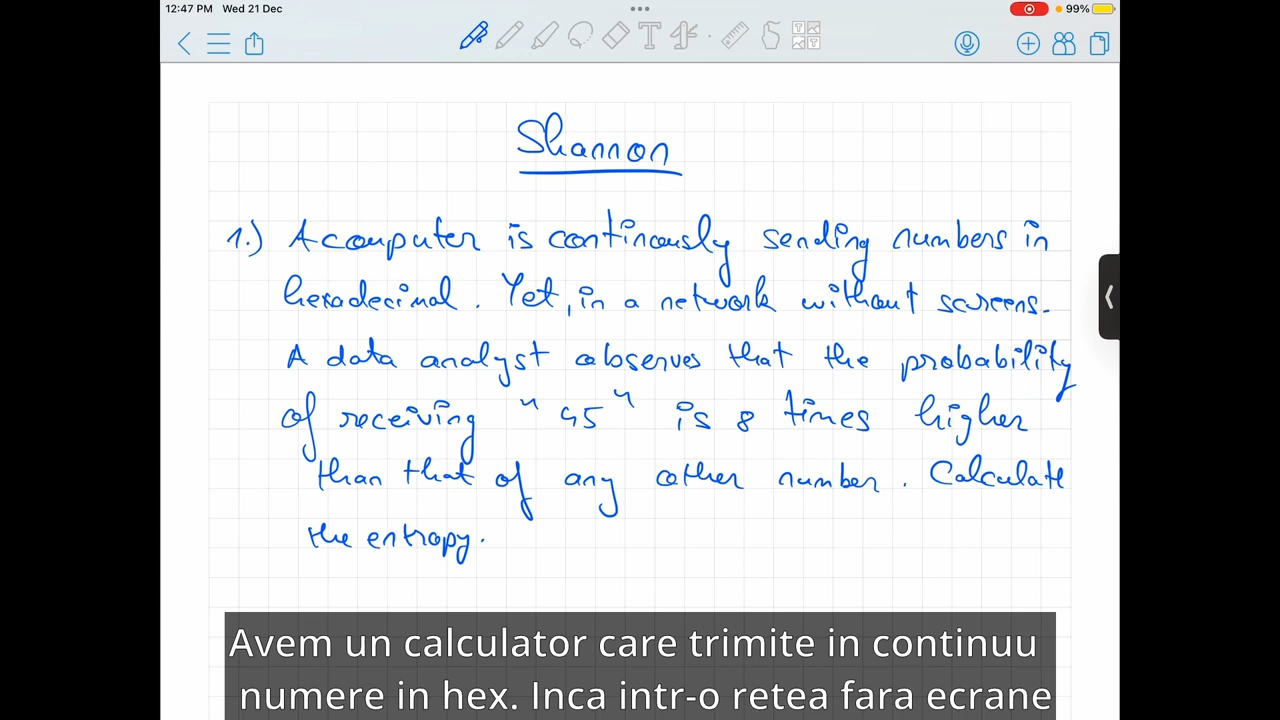 12:47 PM Wed 21 Dec
99%
Shannon
1.) A computer is continously sending numbers in
hexadecimal. Yet, in a network without screens.
A data analyst observes that the probability
of receiving "45" is 8 times higher
than that of any other number. Calculate
the entropy.
Avem un calculator care trimite in continuu
numere in hex. Inca intr-o retea fara ecrane